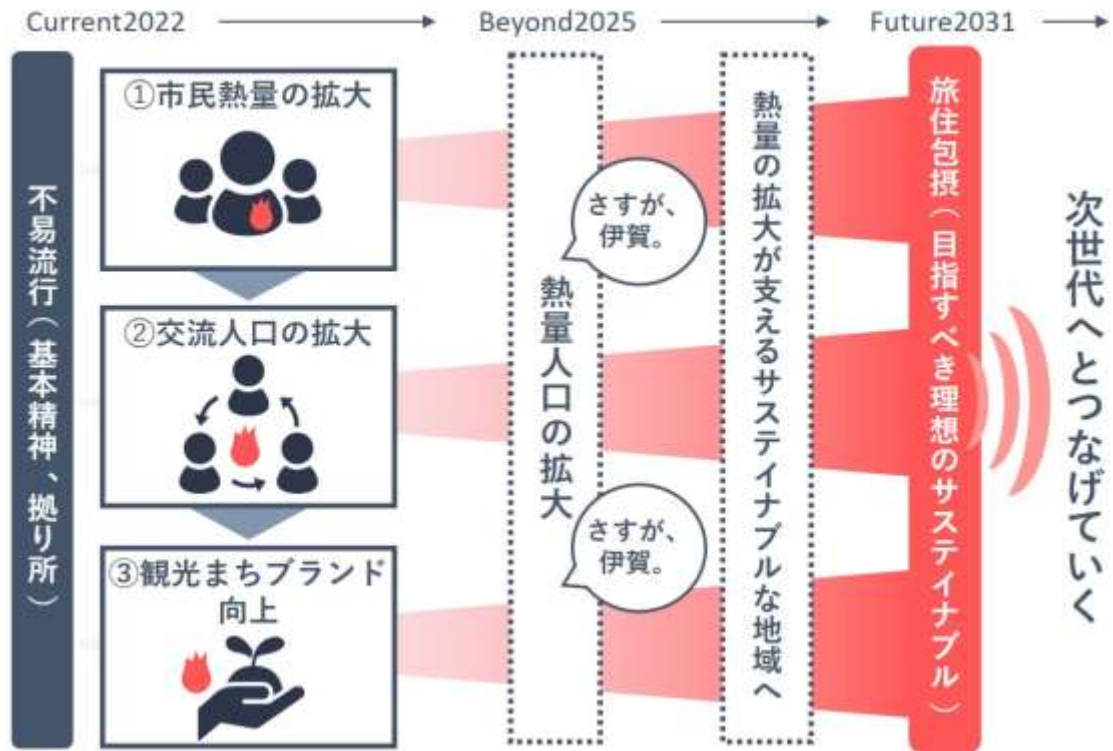 Current2022
Beyond2025
Future2031
不易流行（基本精神、拠り所）
①市民熱量の拡大
②交流人口の拡大
③観光まちブランド
向上
熱量人口の拡大
さすが、
伊賀。
さすが、
伊賀。
熱量の拡大が支えるサステイナブルな地域へ
旅住包摂（目指すべき理想のサステイナブル）
次世代へとつなげていく